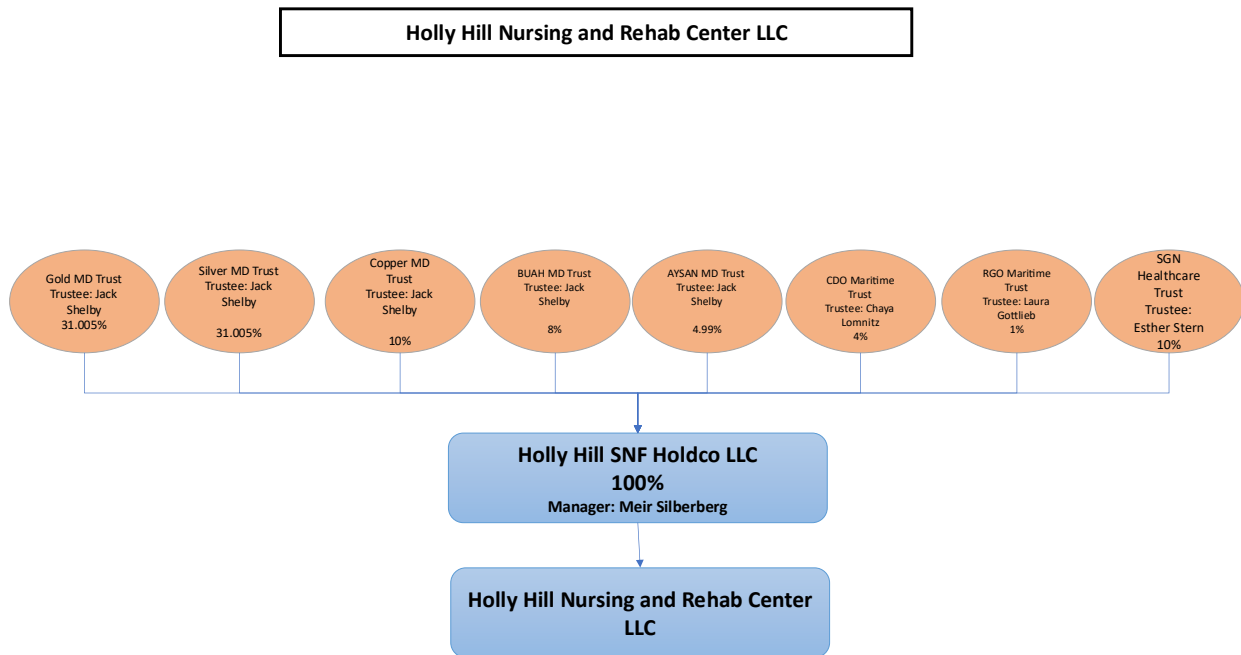 Holly Hill Nursing and Rehab Center LLC
Gold MD Trust
Trustee: Jack
Shelby
31.005%
Silver MD Trust
Trustee: Jack
Shelby
31.005%
Copper MD
Trust
Trustee: Jack
Shelby
10%
BUAH MD Trust
Trustee: Jack
Shelby
8%
AYSAN MD Trust
Trustee: Jack
Shelby
4.99%
CDO Maritime
Trust
Trustee: Chaya
Lomnitz
4%
RGO Maritime
Trust
Trustee: Laura
Gottlieb
1%
SGN
Healthcare
Trust
Trustee:
Esther Stern
10%
Holly Hill SNF Holdco LLC
100%
Manager: Meir Silberberg
Holly Hill Nursing and Rehab Center
LLC